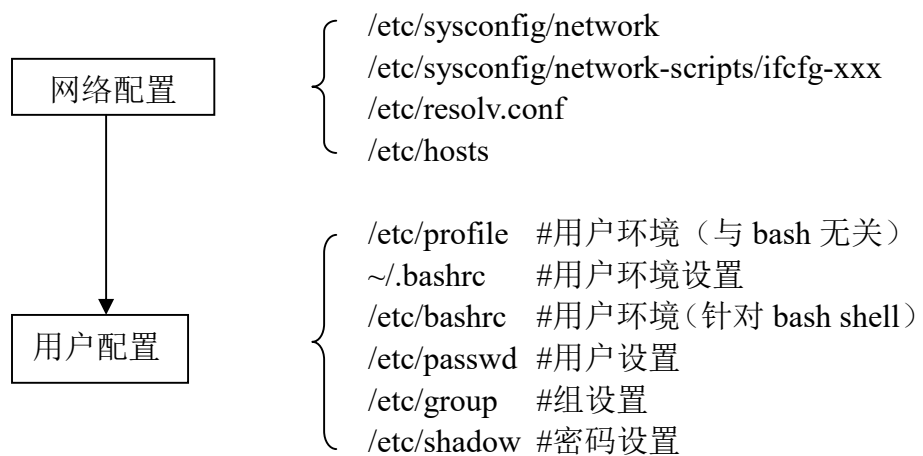 网络配置
/etc/sysconfig/network
/etc/sysconfig/network-scripts/ifcfg-xxx
/etc/resolv.conf
/etc/hosts
用户配置
/etc/profile #用户环境（与 bash 无关）
~/.bashrc #用户环境设置
/etc/bashrc #用户环境（针对 bash shell）
/etc/passwd #用户设置
/etc/group #组设置
/etc/shadow #密码设置